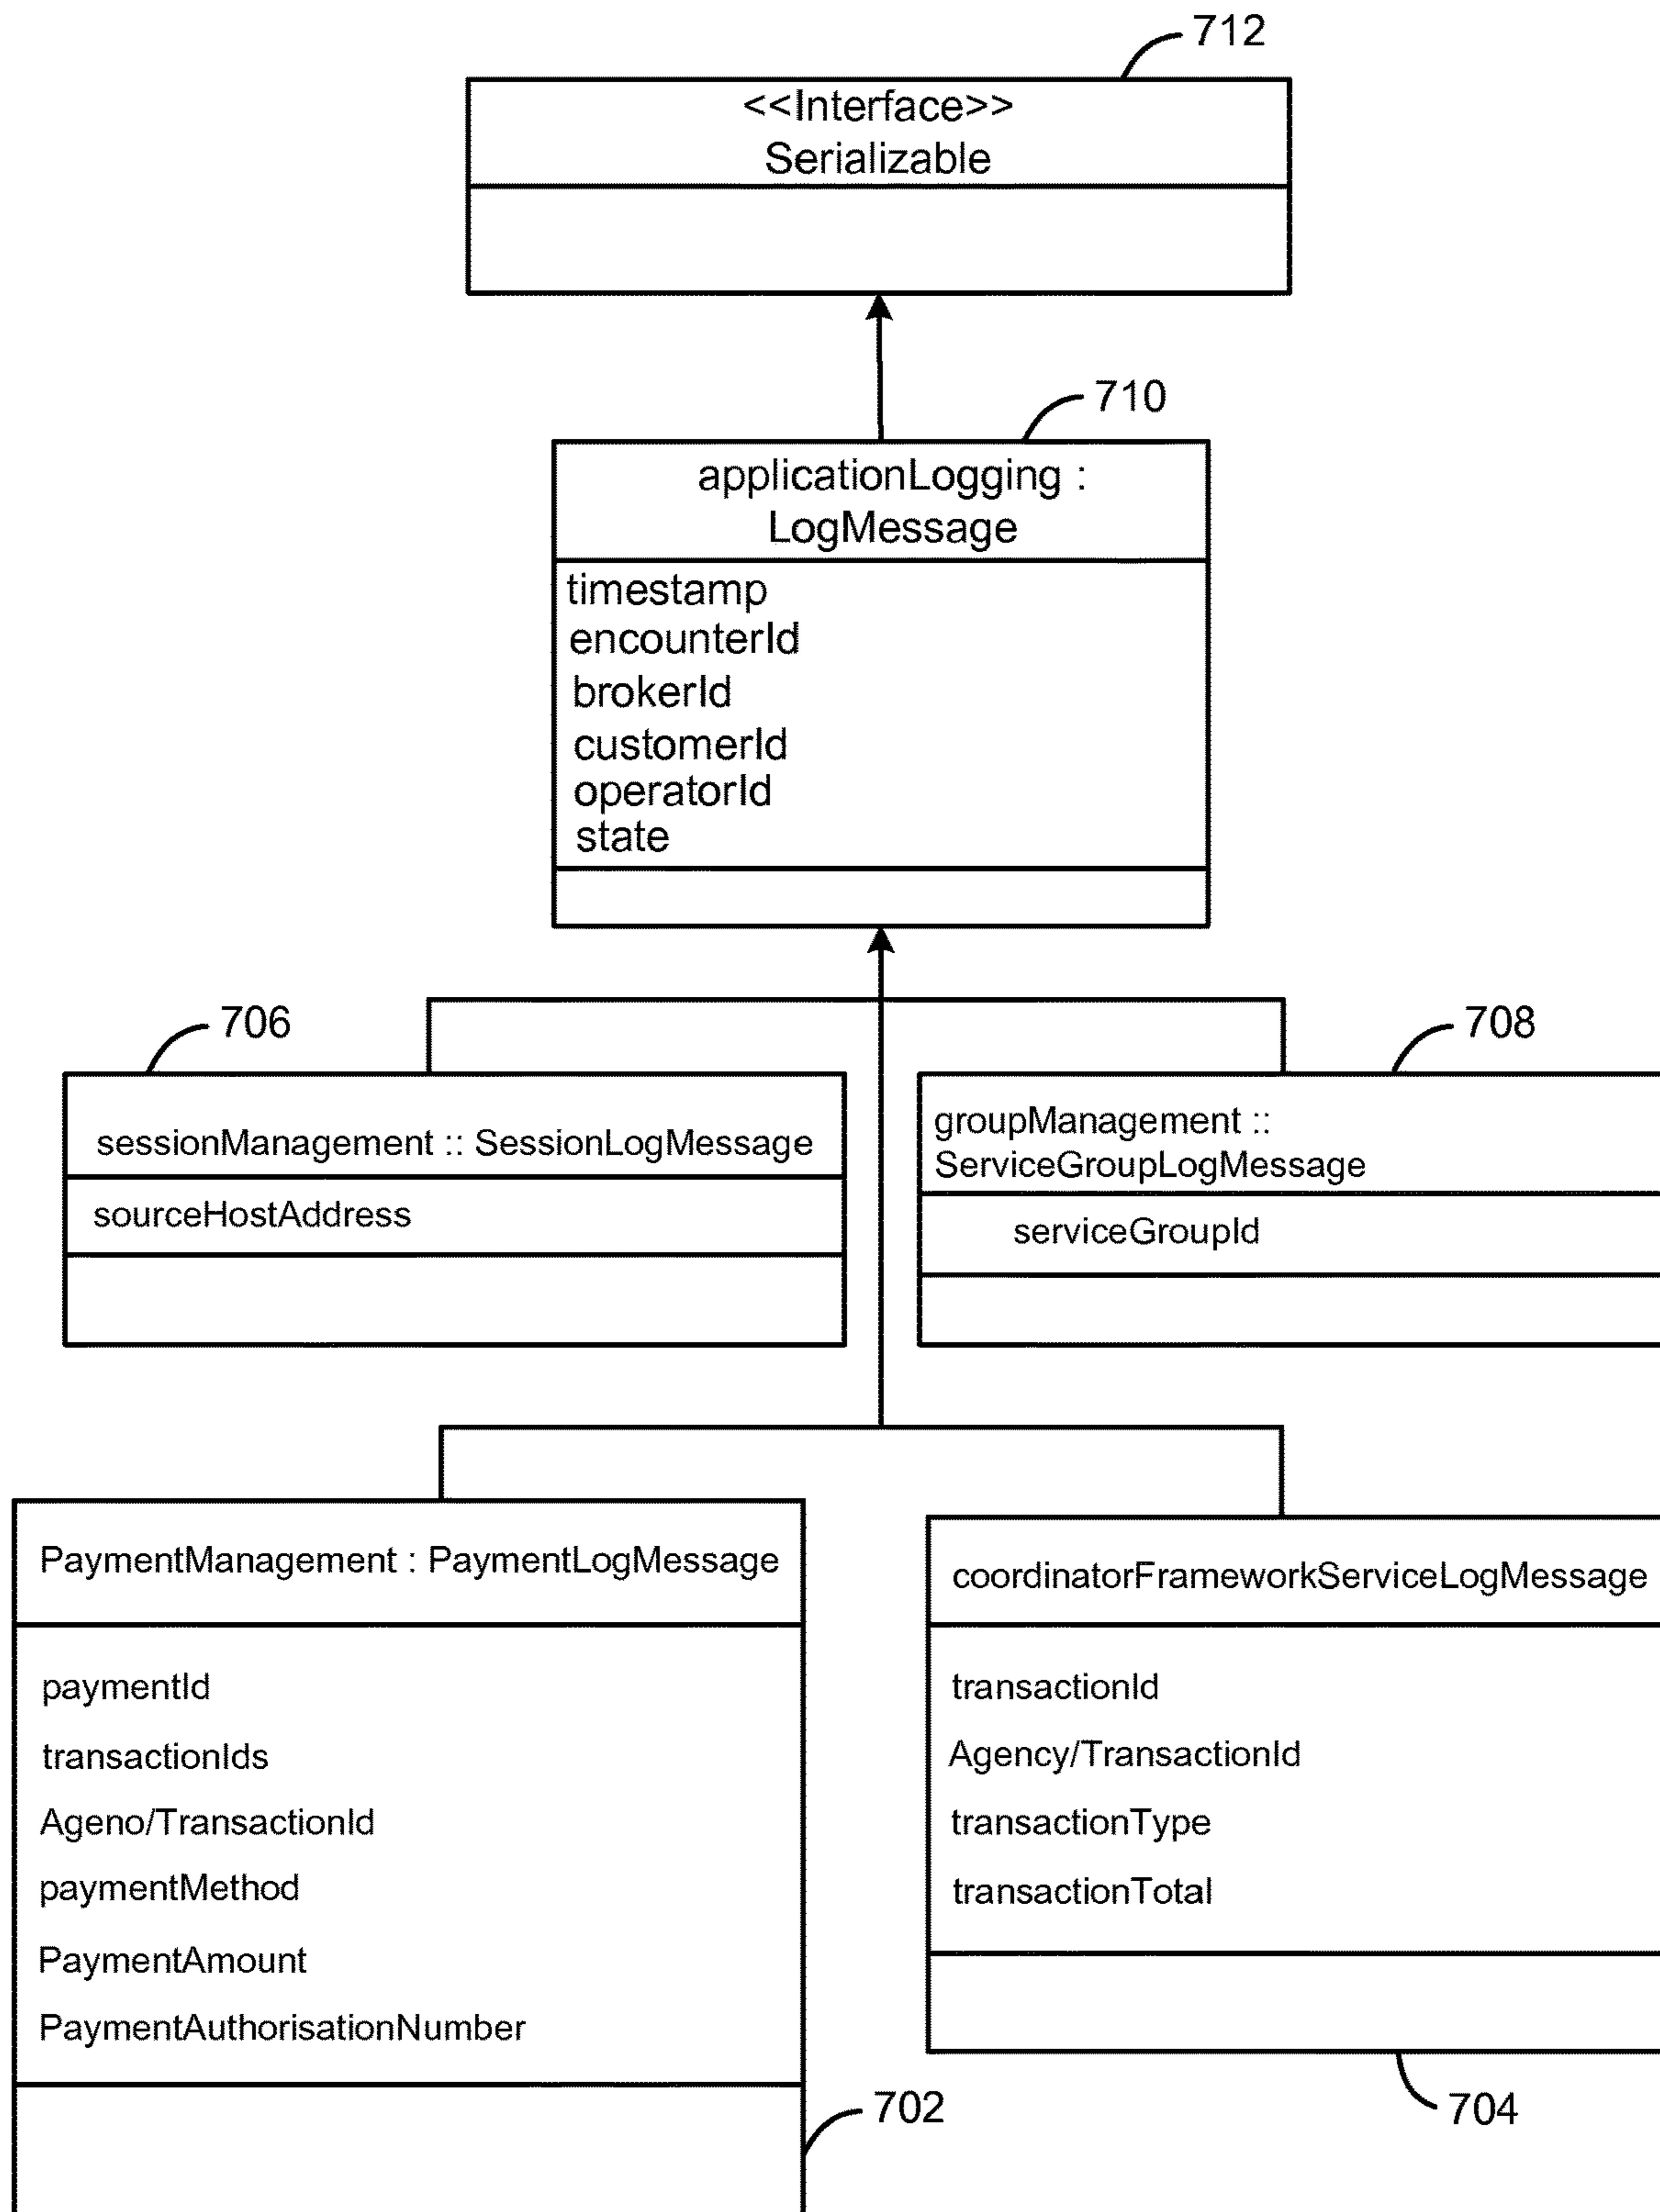 712
<<Interface>>
Serializable
710
applicationLogging :
LogMessage
timestamp
encounterId
brokerId
customerId
operatorId
state
706
sessionManagement :: SessionLogMessage
sourceHostAddress
708
groupManagement ::
ServiceGroupLogMessage
serviceGroupId
PaymentManagement : PaymentLogMessage
paymentId
transactionIds
Ageno/TransactionId
paymentMethod
PaymentAmount
PaymentAuthorisationNumber
702
coordinatorFrameworkServiceLogMessage
transactionId
Agency/TransactionId
transactionType
transactionTotal
704